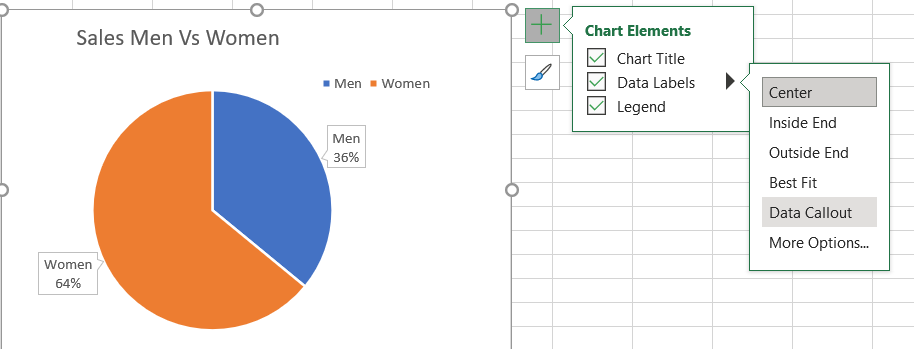 Sales Men Vs Women
Men Women
Men
36%
Women
64%
Chart Elements
Chart Title
Data Labels
Legend
Center
Inside End
Outside End
Best Fit
Data Callout
More Options...